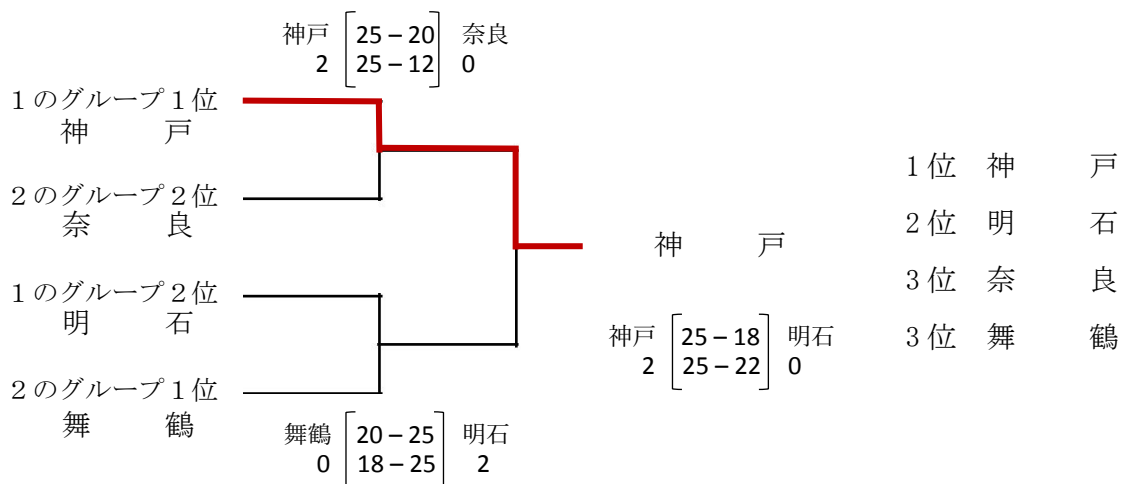 神戸 25 – 20 奈良
2 25 – 12 0
1のグループ1位
神 戸
2のグループ2位
奈 良
1のグループ2位
明 石
2のグループ1位
舞 鶴
舞鶴 20 – 25 明石
0 18 – 25 2
神 戸
神戸 25 – 18 明石
2 25 – 22 0
1位 神 戸
2位 明 石
3位 奈 良
3位 舞 鶴